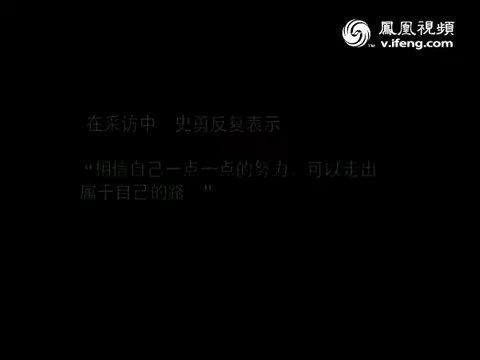 鳳凰視頻
v.ifeng.com
在采访中 史勇反复表示
“相信自己一点一点的努力，可以走出
属于自己的路 ”